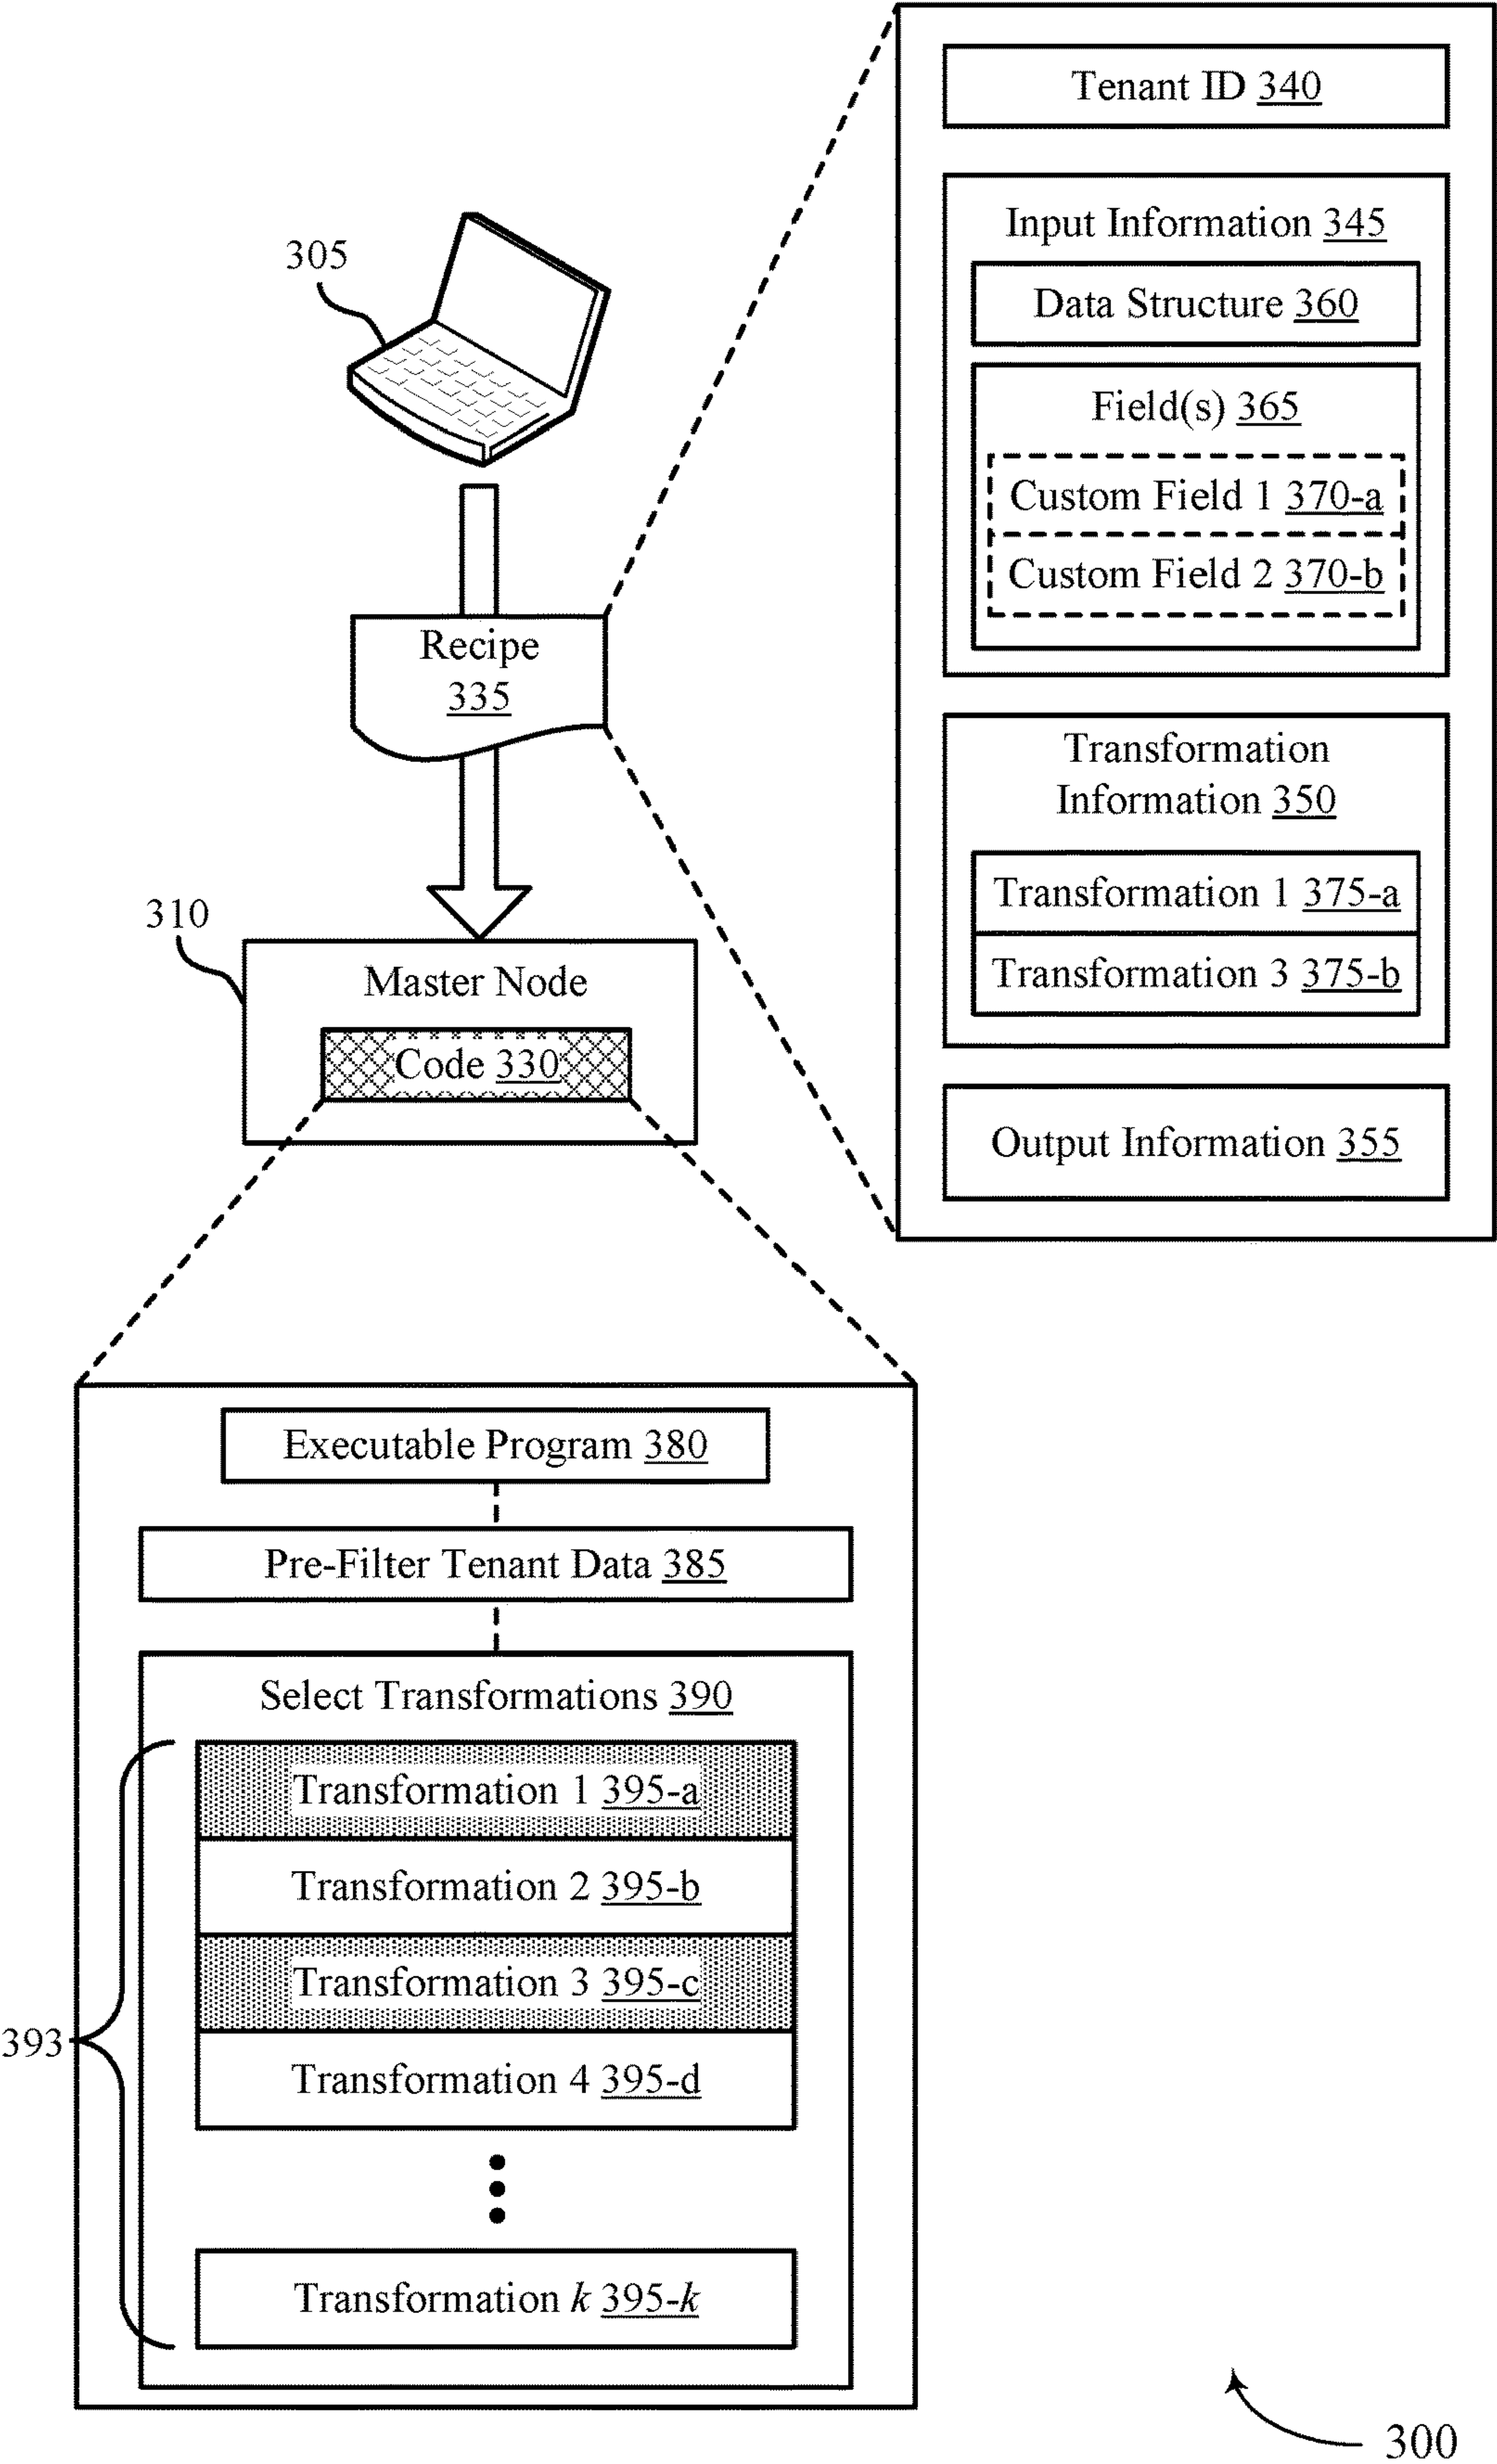 Tenant ID 340
Input Information 345
Data Structure 360
Field(s) 365
Custom Field 1 370-a
Custom Field 2 370-b
Transformation
Information 350
Transformation 1 375-a
Transformation 3 375-b
Output Information 355
305
Recipe
335
310
Master Node
Code 330
Executable Program 380
Pre-Filter Tenant Data 385
Select Transformations 390
Transformation 1 395-a
Transformation 2 395-b
Transformation 3 395-c
Transformation 4 395-d
Transformation k 395-k
393
300